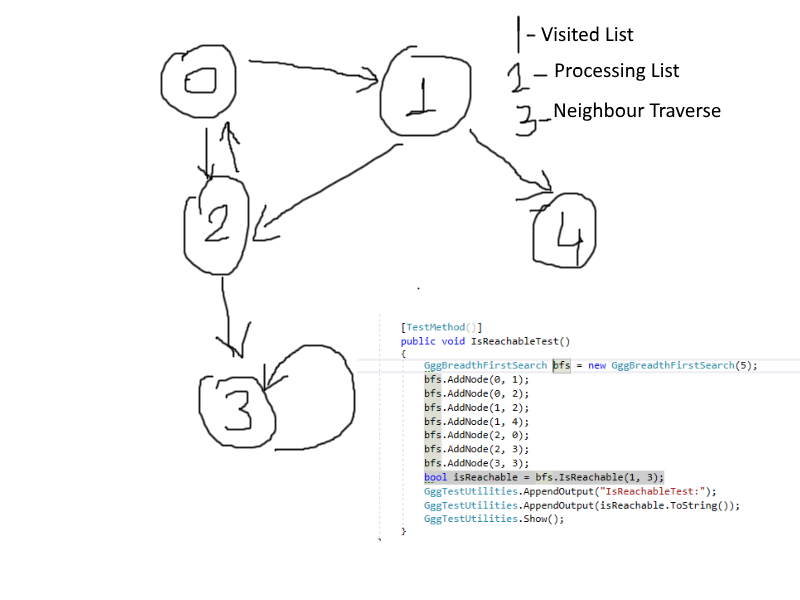 1 - Visited List
2 - Processing List
3 - Neighbour Traverse
0
1
2
4
3
[TestMethod()]
public void IsReachableTest()
{
GggBreadthFirstSearch bfs = new GggBreadthFirstSearch(5);
bfs.AddNode(0, 1);
bfs.AddNode(0, 2);
bfs.AddNode(1, 2);
bfs.AddNode(1, 4);
bfs.AddNode(2, 0);
bfs.AddNode(2, 3);
bfs.AddNode(3, 3);
bool isReachable = bfs.IsReachable(1, 3);
GggTestUtilities.AppendOutput("IsReachableTest:");
GggTestUtilities.AppendOutput(isReachable.ToString());
GggTestUtilities.Show();
}